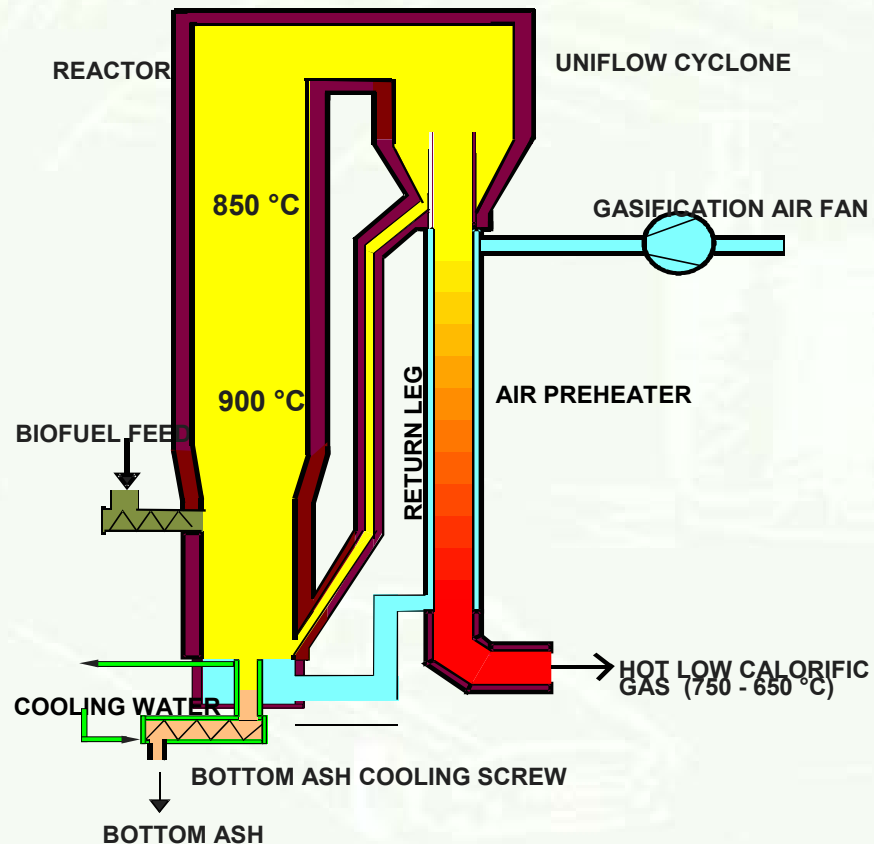 REACTOR
UNIFLOW CYCLONE
850 °C
GASIFICATION AIR FAN
900 °C
RETURN LEG
AIR PREHEATER
BIOFUEL FEED
HOT LOW CALORIFIC
GAS (750 - 650 °C)
COOLING WATER
BOTTOM ASH COOLING SCREW
BOTTOM ASH